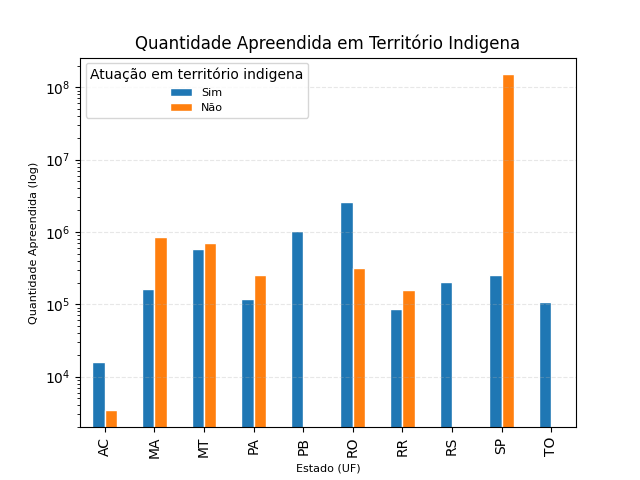 Quantidade Apreendida em Território Indigena
Atuação em território indigena
Sim
Não
Quantidade Apreendida (log)
10⁸
10⁷
10⁶
10⁵
10⁴
AC MA MT PA PB RO RR RS SP TO
Estado (UF)